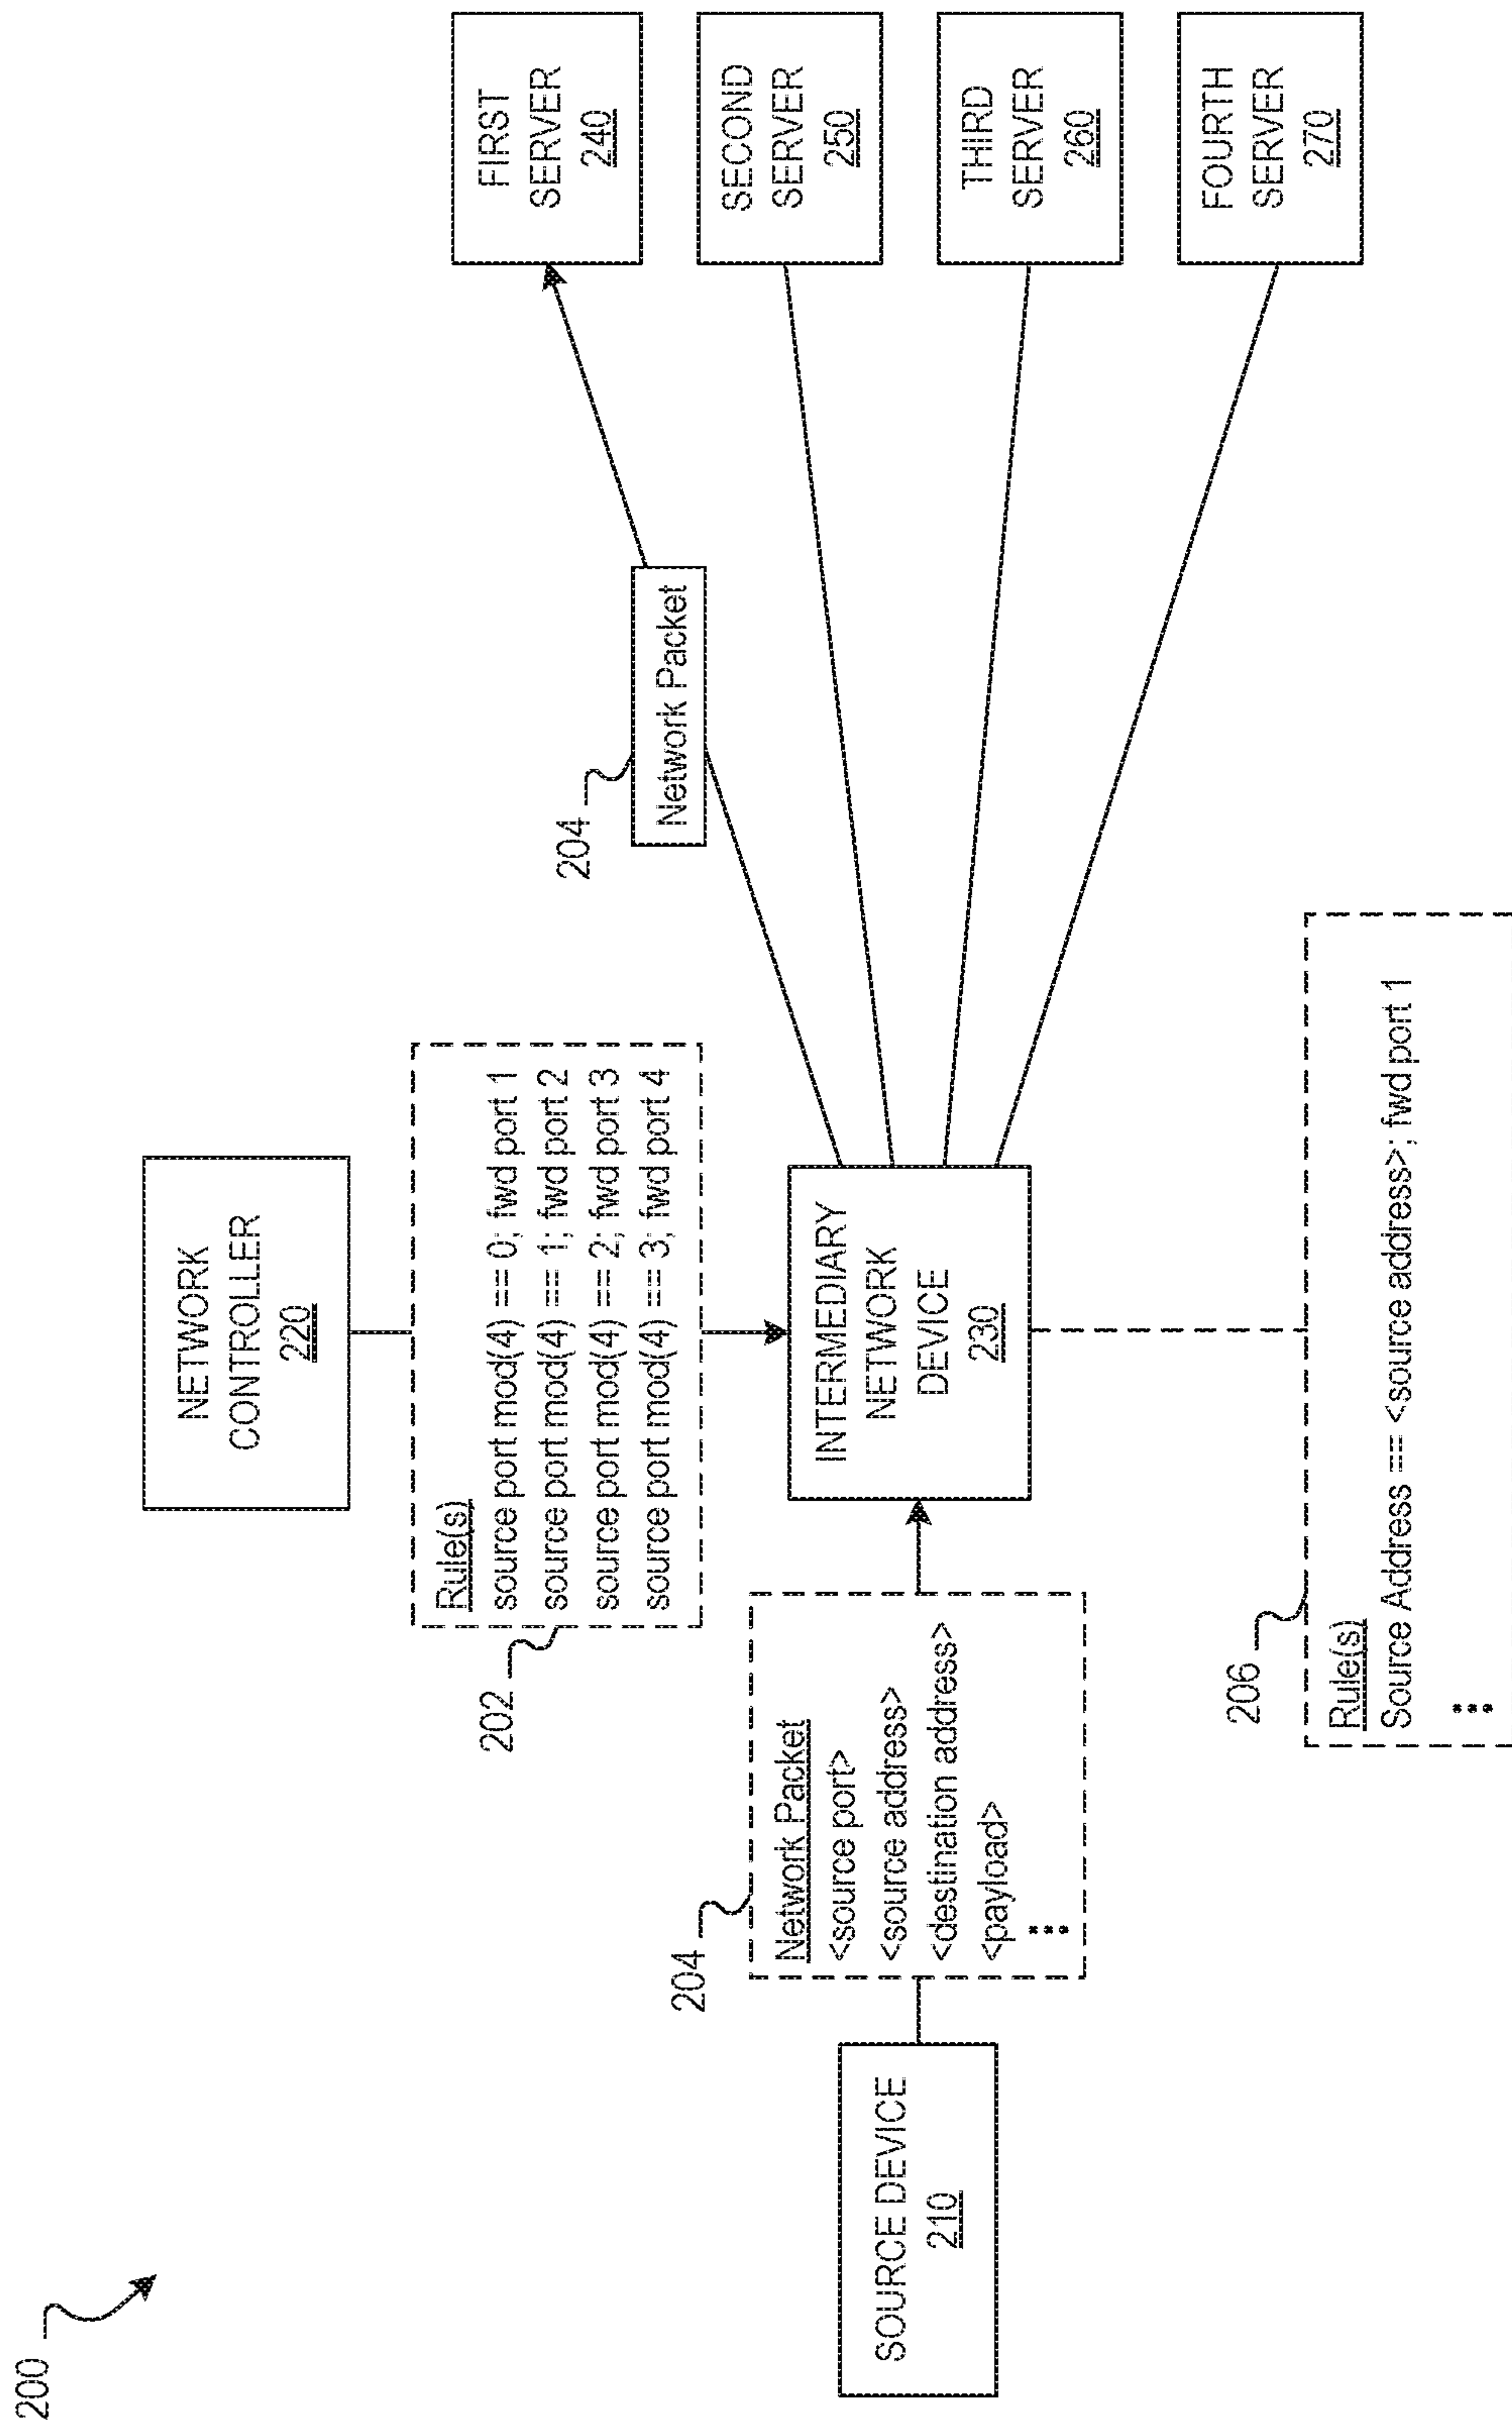 200
NETWORK
CONTROLLER
220
202
Rule(s)
source port mod(4) == 0; fwd port 1
source port mod(4) == 1; fwd port 2
source port mod(4) == 2; fwd port 3
source port mod(4) == 3; fwd port 4
204
Network Packet
<source port>
<source address>
<destination address>
<payload>
SOURCE DEVICE
210
INTERMEDIARY
NETWORK
DEVICE
230
204
Network Packet
FIRST
SERVER
240
SECOND
SERVER
250
THIRD
SERVER
260
FOURTH
SERVER
270
206
Rule(s)
Source Address == <source address>; fwd port 1